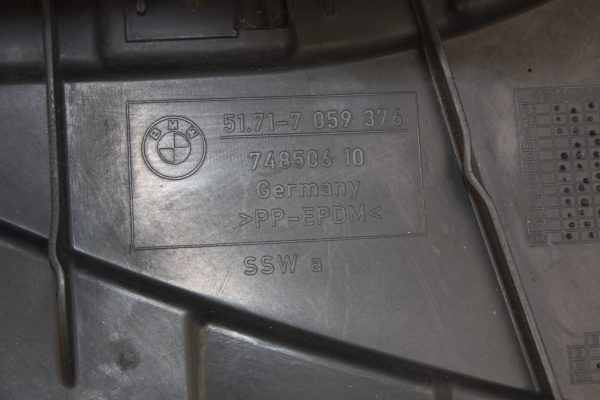 BMW
51.71-7 059 376
748506 10
Germany
>PP-EPDM<
SSW a